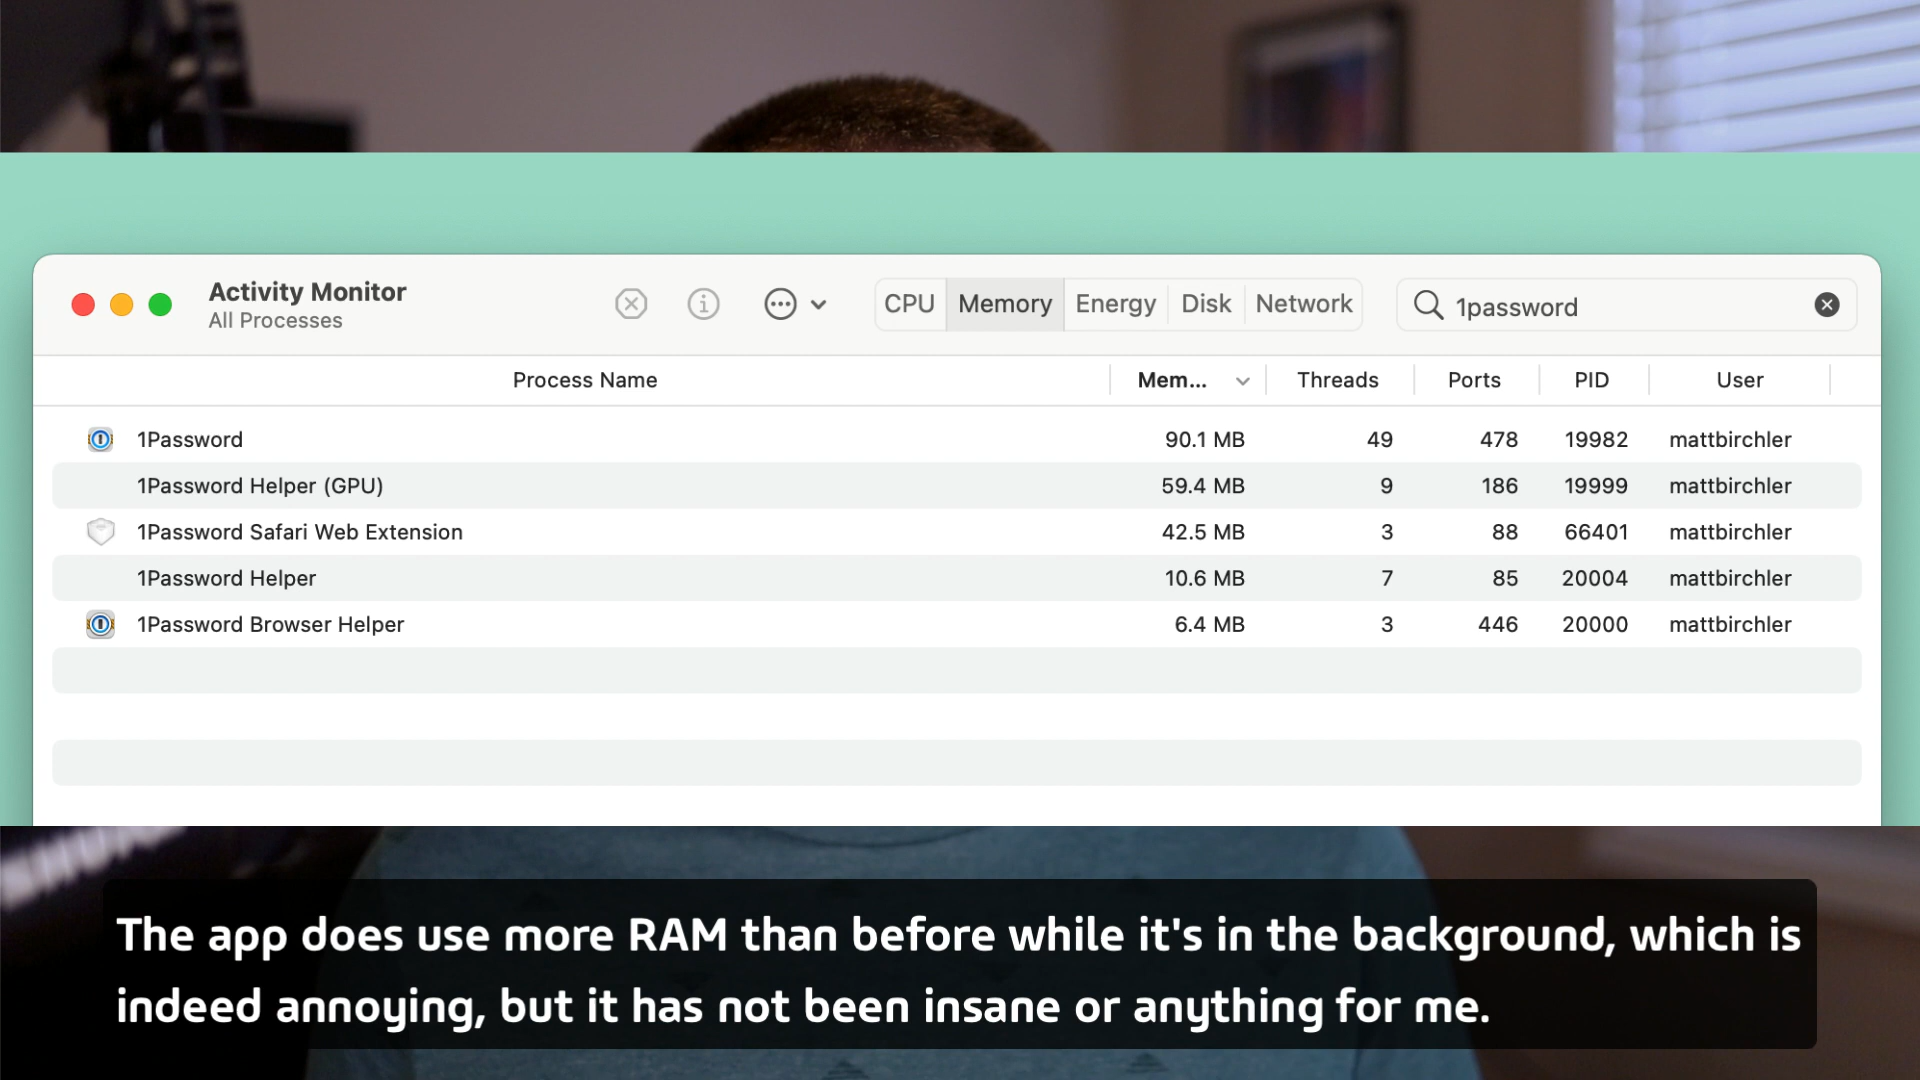 Activity Monitor
All Processes
CPU Memory Energy Disk Network
1password
Process Name Mem... Threads Ports PID User
1Password 90.1 MB 49 478 19982 mattbirchler
1Password Helper (GPU) 59.4 MB 9 186 19999 mattbirchler
1Password Safari Web Extension 42.5 MB 3 88 66401 mattbirchler
1Password Helper 10.6 MB 7 85 20004 mattbirchler
1Password Browser Helper 6.4 MB 3 446 20000 mattbirchler
The app does use more RAM than before while it's in the background, which is
indeed annoying, but it has not been insane or anything for me.